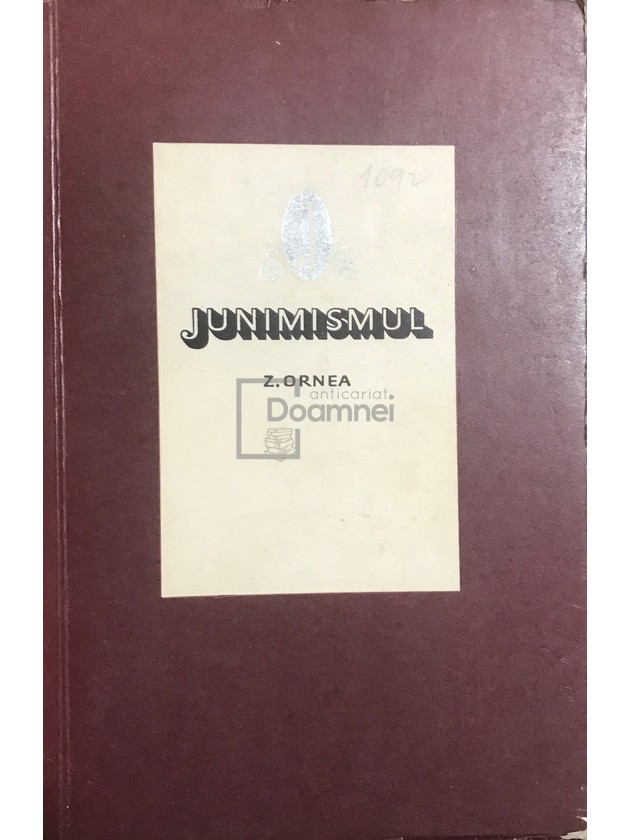 1092
JUNIMISMUL
Z. ORNEA
anticariat
Doamnei